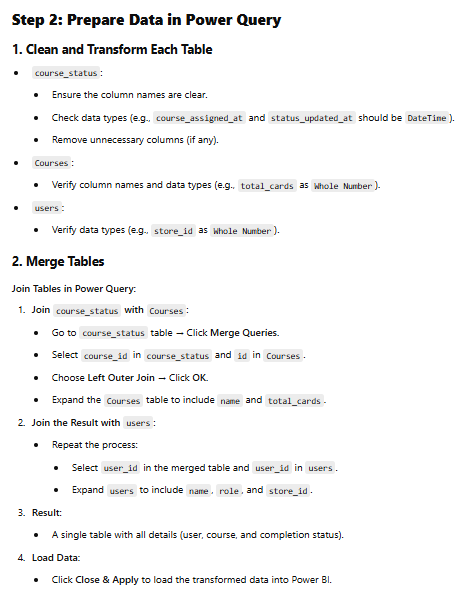 Step 2: Prepare Data in Power Query
1. Clean and Transform Each Table
• course_status:
• Ensure the column names are clear.
• Check data types (e.g., course_assigned_at and status_updated_at should be DateTime).
• Remove unnecessary columns (if any).
• Courses:
• Verify column names and data types (e.g., total_cards as Whole Number).
• users:
• Verify data types (e.g., store_id as Whole Number).
2. Merge Tables
Join Tables in Power Query:
1. Join course_status with Courses:
• Go to course_status table → Click Merge Queries.
• Select course_id in course_status and id in Courses.
• Choose Left Outer Join → Click OK.
• Expand the Courses table to include name and total_cards.
2. Join the Result with users:
• Repeat the process:
• Select user_id in the merged table and user_id in users.
• Expand users to include name, role, and store_id.
3. Result:
• A single table with all details (user, course, and completion status).
4. Load Data:
• Click Close & Apply to load the transformed data into Power BI.